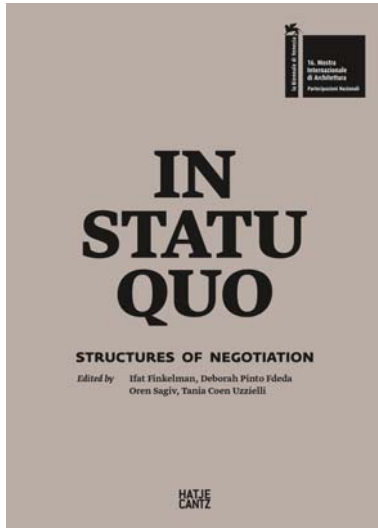 la Biennale di Venezia
16. Mostra
Internazionale
di Architettura
Partecipazioni Nazionali
IN
STATU
QUO
STRUCTURES OF NEGOTIATION
Edited by Ifat Finkelman, Deborah Pinto Fdeda
Oren Sagiv, Tania Coen Uzzielli
HATJE
CANTZ